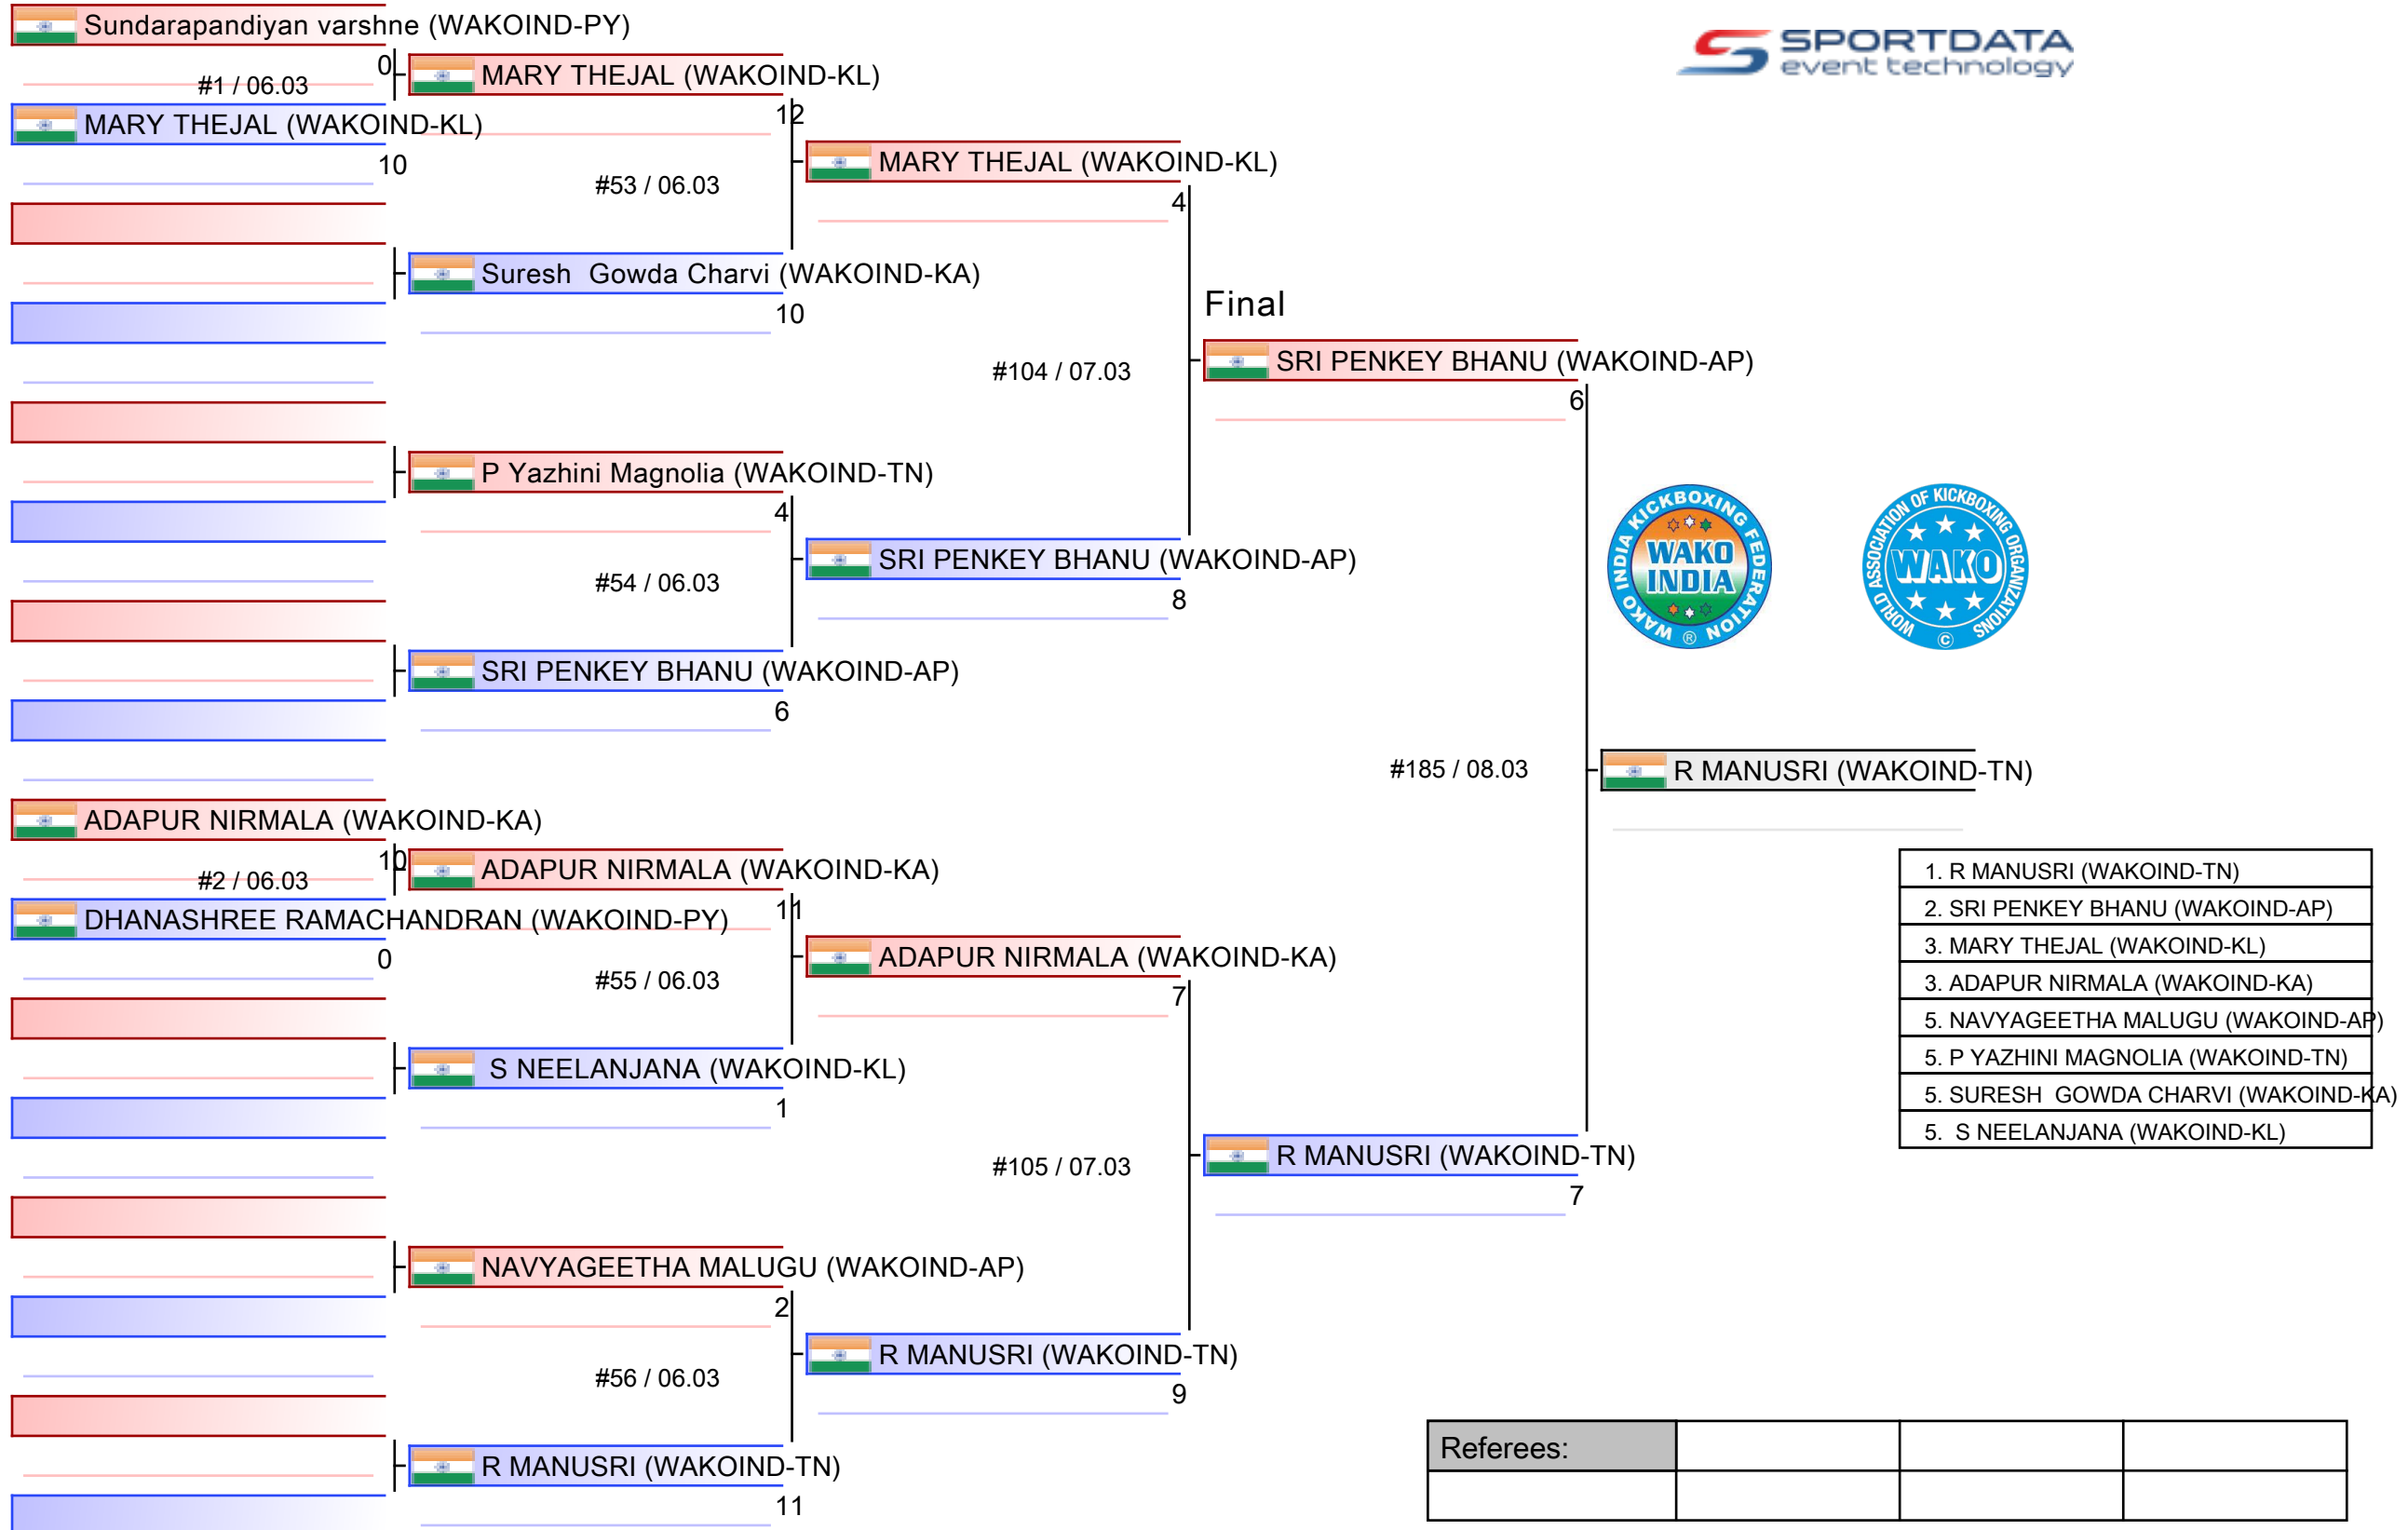 Sundarapandiyan varshne (WAKOIND-PY)
0
#1 / 06.03
MARY THEJAL (WAKOIND-KL)
10
MARY THEJAL (WAKOIND-KL)
12
#53 / 06.03
Suresh  Gowda Charvi (WAKOIND-KA)
10
MARY THEJAL (WAKOIND-KL)
4
#104 / 07.03
P Yazhini Magnolia (WAKOIND-TN)
4
#54 / 06.03
SRI PENKEY BHANU (WAKOIND-AP)
6
SRI PENKEY BHANU (WAKOIND-AP)
8
Final
SRI PENKEY BHANU (WAKOIND-AP)
6
#185 / 08.03
ADAPUR NIRMALA (WAKOIND-KA)
10
#2 / 06.03
DHANASHREE RAMACHANDRAN (WAKOIND-PY)
0
ADAPUR NIRMALA (WAKOIND-KA)
11
#55 / 06.03
S NEELANJANA (WAKOIND-KL)
1
ADAPUR NIRMALA (WAKOIND-KA)
7
#105 / 07.03
NAVYAGEETHA MALUGU (WAKOIND-AP)
2
#56 / 06.03
R MANUSRI (WAKOIND-TN)
11
R MANUSRI (WAKOIND-TN)
9
R MANUSRI (WAKOIND-TN)
7
R MANUSRI (WAKOIND-TN)
SPORTDATA
event technology
WAKO INDIA KICKBOXING FEDERATION
WAKO
INDIA
®
WORLD ASSOCIATION OF KICKBOXING ORGANIZATIONS
WAKO
©
1. R MANUSRI (WAKOIND-TN)
2. SRI PENKEY BHANU (WAKOIND-AP)
3. MARY THEJAL (WAKOIND-KL)
3. ADAPUR NIRMALA (WAKOIND-KA)
5. NAVYAGEETHA MALUGU (WAKOIND-AP)
5. P YAZHINI MAGNOLIA (WAKOIND-TN)
5. SURESH  GOWDA CHARVI (WAKOIND-KA)
5.  S NEELANJANA (WAKOIND-KL)
Referees: